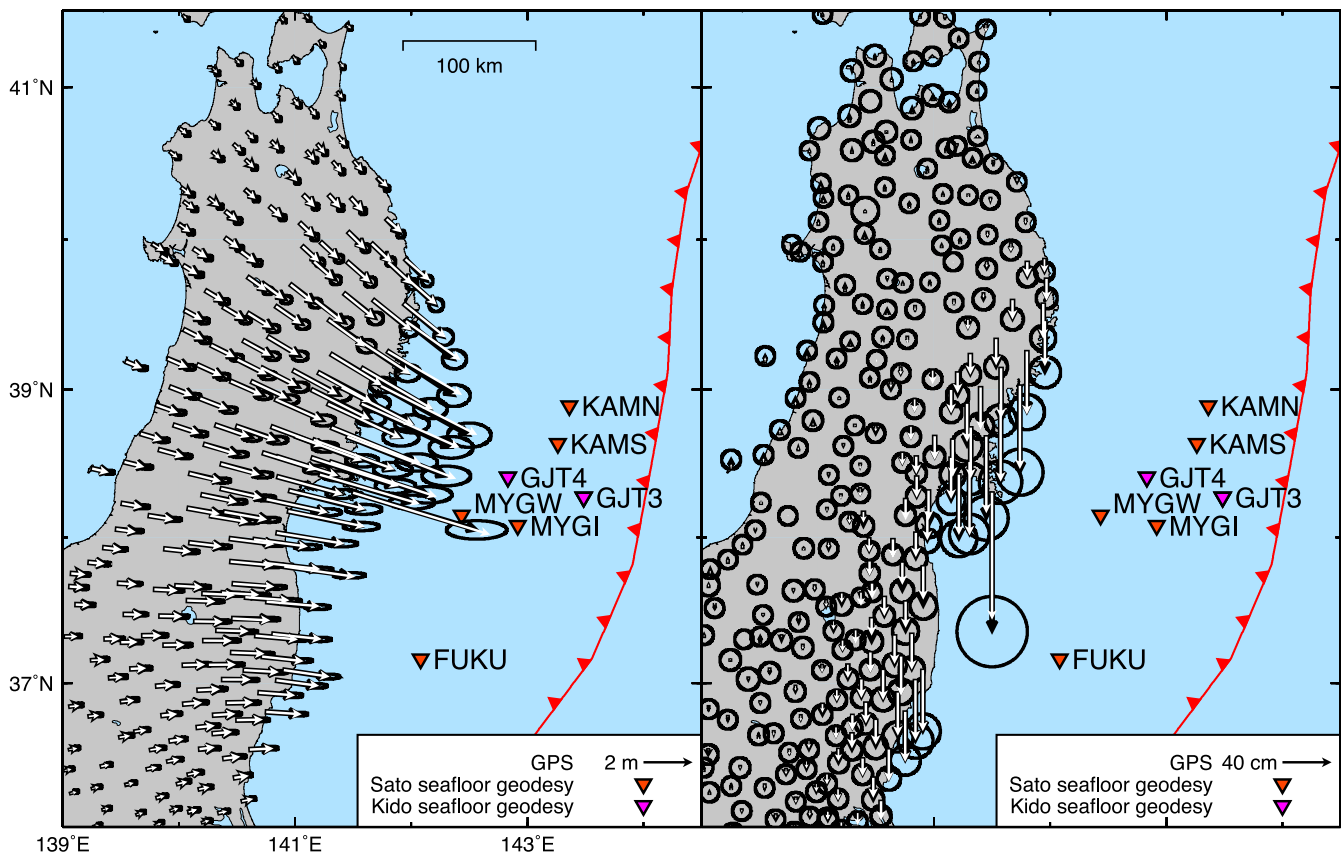 41˚N
39˚N
37˚N
139˚E
141˚E
143˚E
100 km
KAMN
KAMS
GJT4
GJT3
MYGW
MYGI
FUKU
GPS 2 m
Sato seafloor geodesy
Kido seafloor geodesy
KAMN
KAMS
GJT4
GJT3
MYGW
MYGI
FUKU
GPS 40 cm
Sato seafloor geodesy
Kido seafloor geodesy